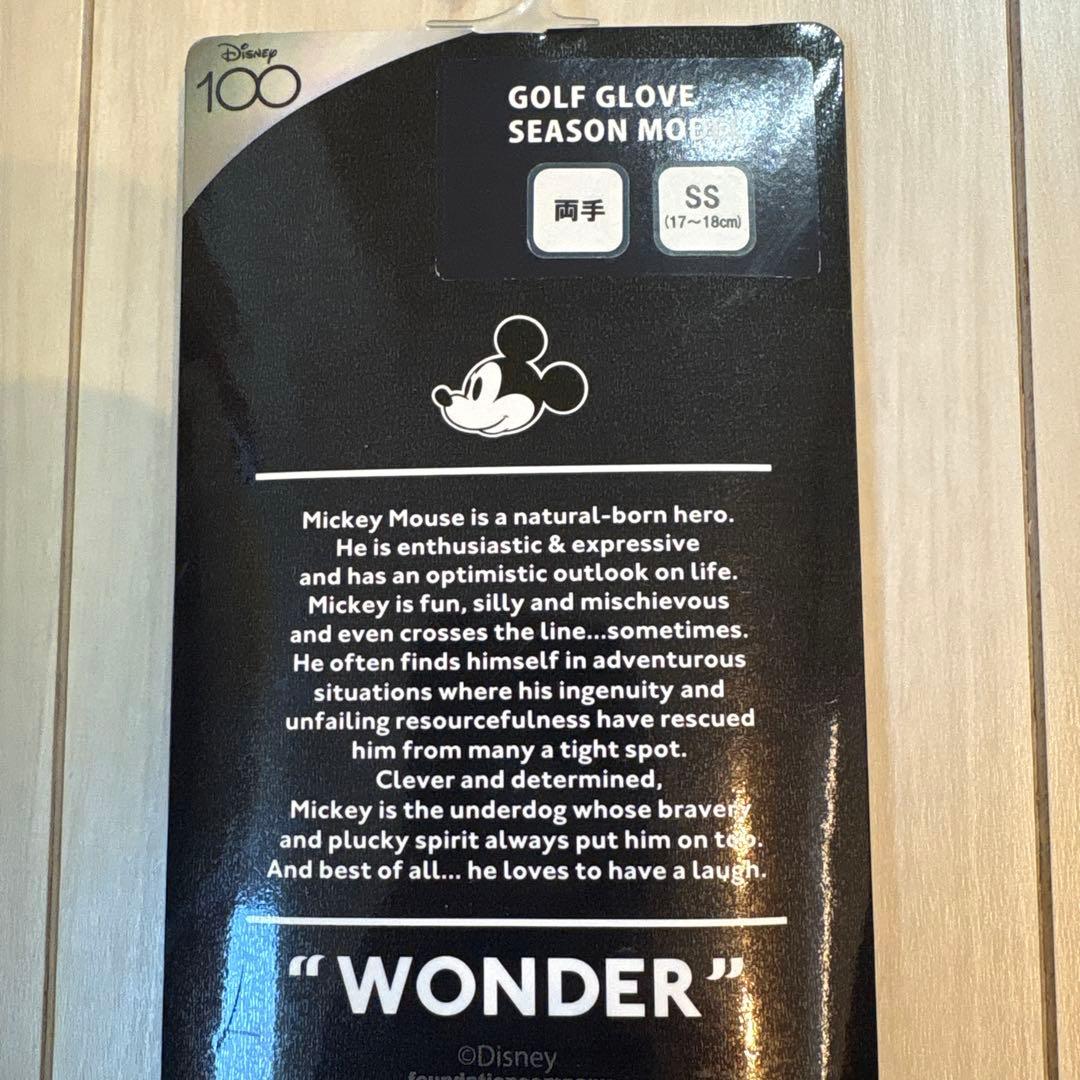 Disney
100
GOLF GLOVE
SEASON MODEL
両手
SS
(17～18cm)
Mickey Mouse is a natural-born hero.
He is enthusiastic & expressive
and has an optimistic outlook on life.
Mickey is fun, silly and mischievous
and even crosses the line...sometimes.
He often finds himself in adventurous
situations where his ingenuity and
unfailing resourcefulness have rescued
him from many a tight spot.
Clever and determined,
Mickey is the underdog whose bravery
and plucky spirit always put him on top.
And best of all... he loves to have a laugh.
“WONDER”
©Disney